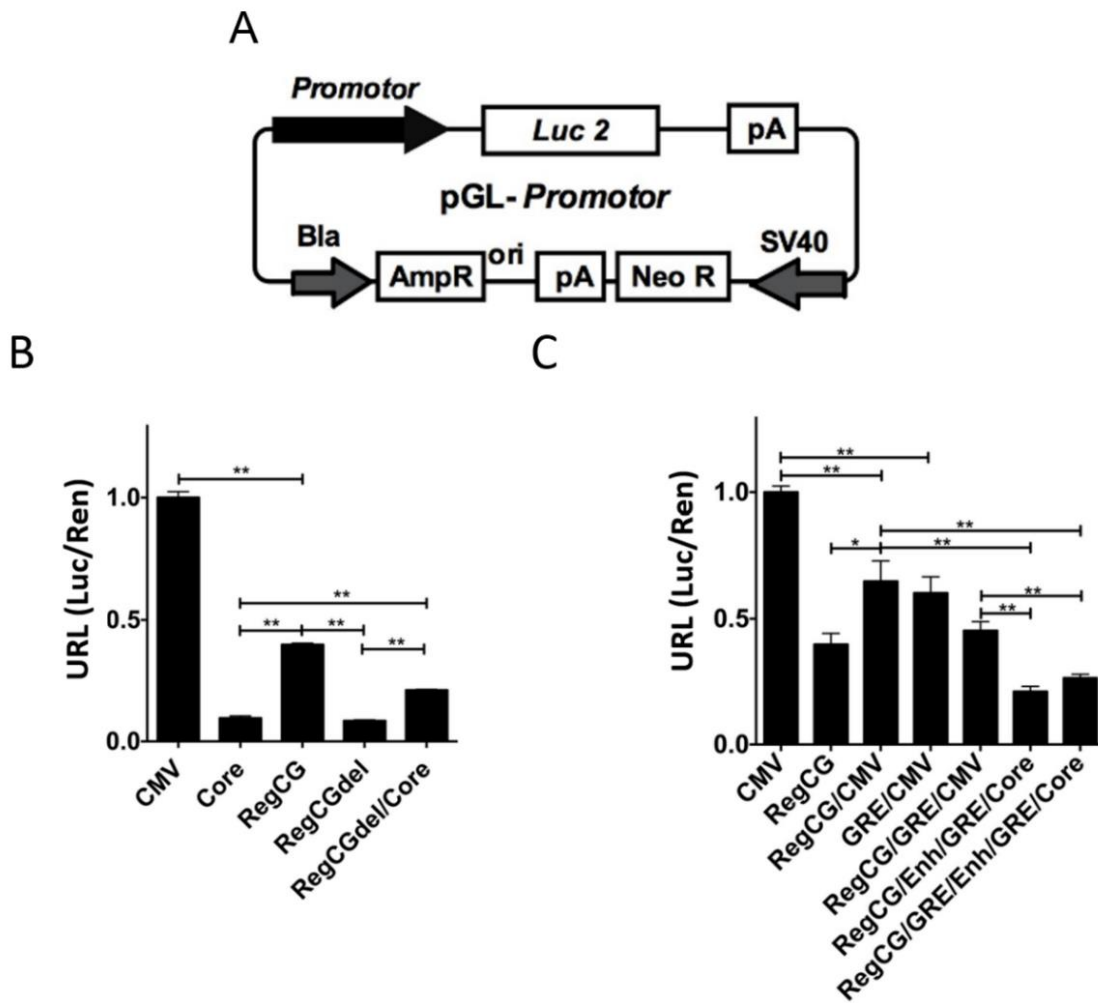 A
Promotor
Luc 2
pA
pGL-Promotor
Bla
SV40
AmpR
ori
pA
Neo R
B
URL (Luc/Ren)
1.0
0.5
0.0
**
**
**
**
**
CMV
Core
RegCG
RegCGdel
RegCGdel/Core
C
URL (Luc/Ren)
1.0
0.5
0.0
**
**
**
*
**
**
**
CMV
RegCG
RegCG/CMV
GRE/CMV
RegCG/GRE/CMV
RegCG/Enh/GRE/Core
RegCG/GRE/Enh/GRE/Core